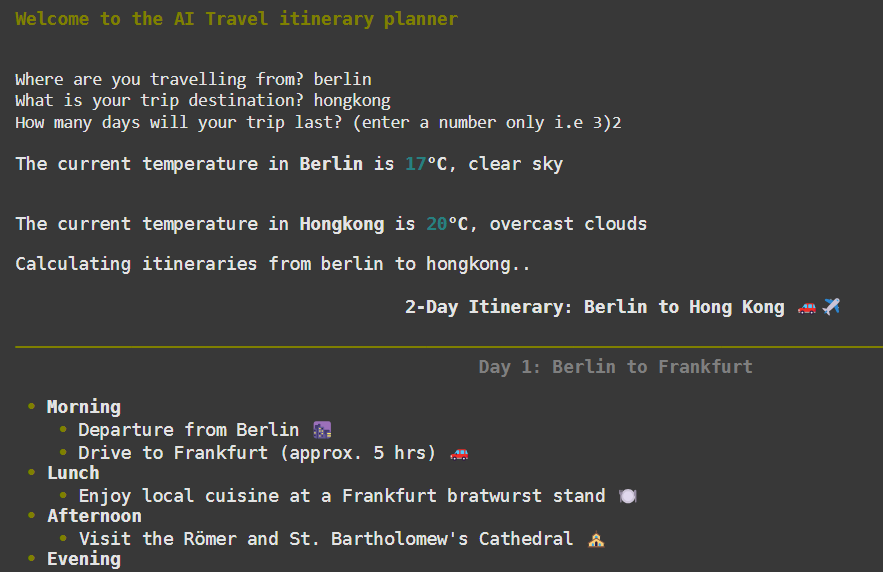 Welcome to the AI Travel itinerary planner
Where are you travelling from? berlin
What is your trip destination? hongkong
How many days will your trip last? (enter a number only i.e 3)2
The current temperature in Berlin is 17°C, clear sky
The current temperature in Hongkong is 20°C, overcast clouds
Calculating itineraries from berlin to hongkong..
2-Day Itinerary: Berlin to Hong Kong 🚗✈️
Day 1: Berlin to Frankfurt
• Morning
• Departure from Berlin 🌆
• Drive to Frankfurt (approx. 5 hrs) 🚗
• Lunch
• Enjoy local cuisine at a Frankfurt bratwurst stand 🍽️
• Afternoon
• Visit the Römer and St. Bartholomew's Cathedral ⛪
• Evening